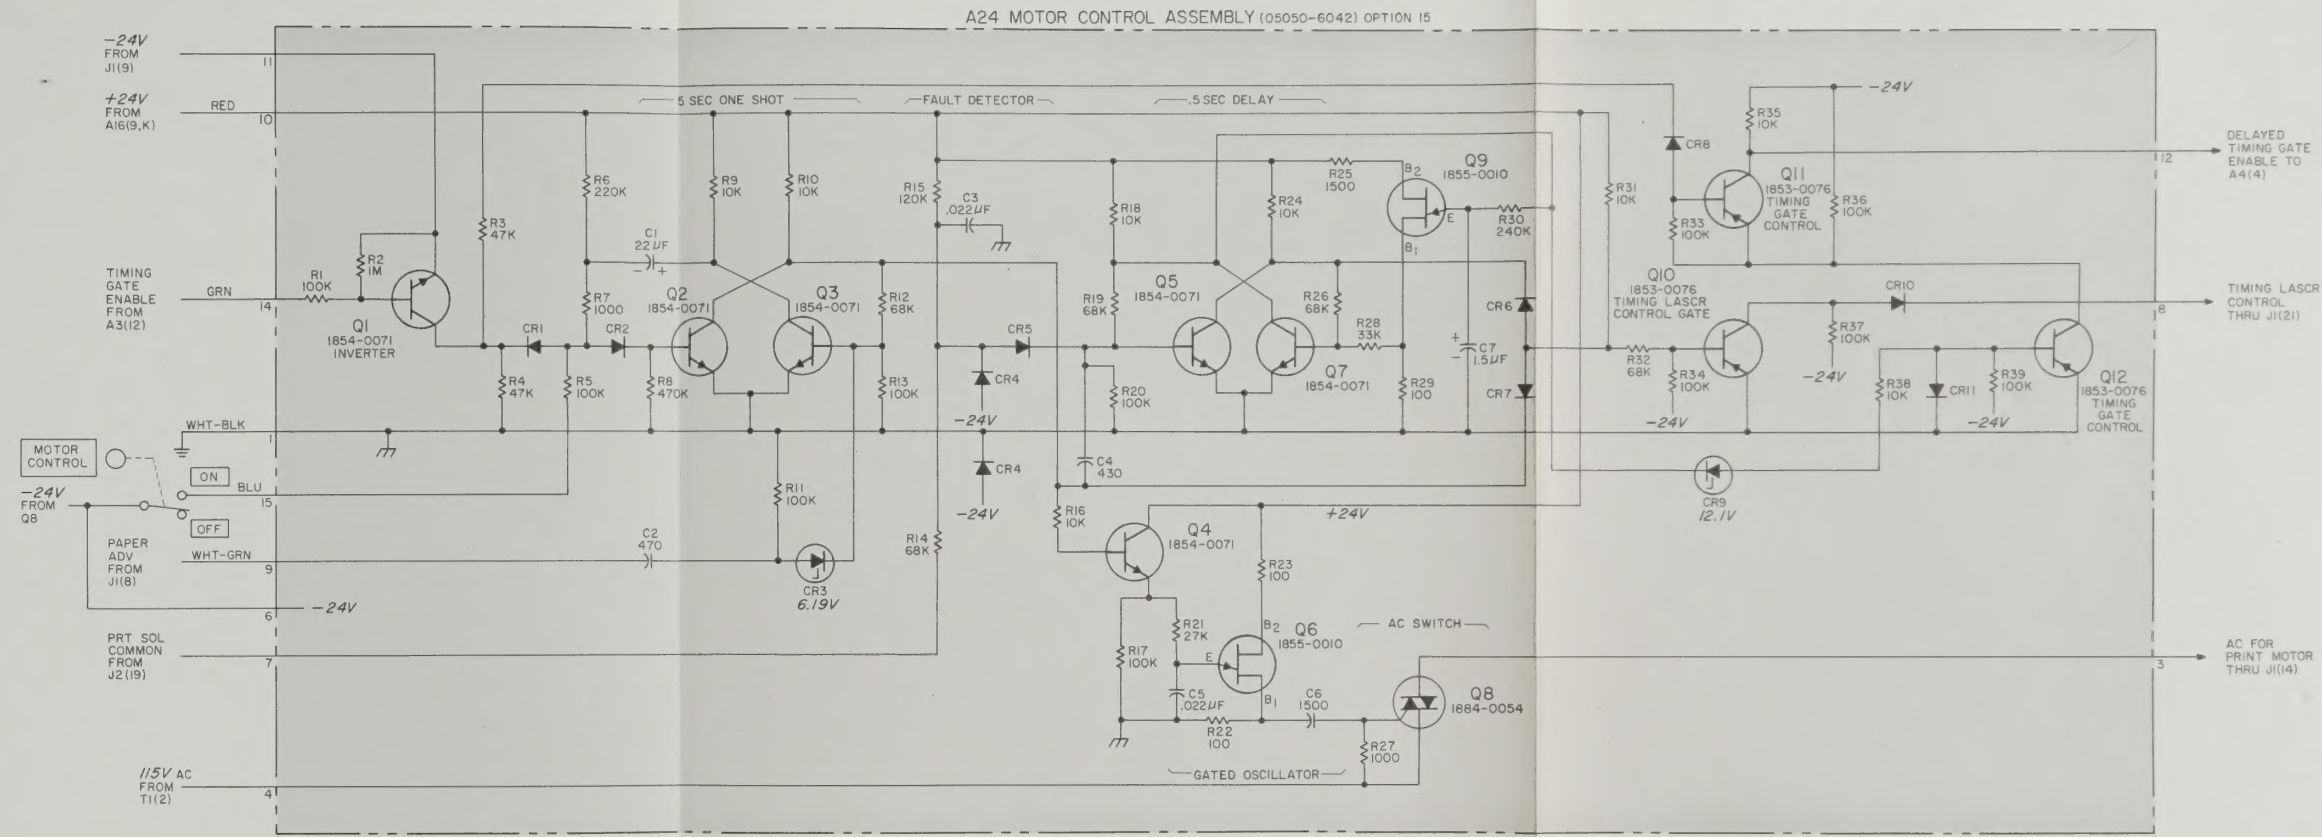 A24 MOTOR CONTROL ASSEMBLY (05050-6042) OPTION 15
-24V
FROM
J1(9)
11
+24V
FROM
A16(9,K)
RED
10
5 SEC ONE SHOT
FAULT DETECTOR
.5 SEC DELAY
-24V
R35
10K
CR8
DELAYED
TIMING GATE
ENABLE TO
A4(4)
12
R6
220K
R9
10K
R10
10K
R15
120K
C3
.022µF
R18
10K
R24
10K
R25
1500
B2
Q9
1855-0010
E
B1
R30
240K
R31
10K
Q11
1853-0076
TIMING
GATE
CONTROL
R33
100K
R36
100K
R3
47K
C1
22µF
- +
TIMING
GATE
ENABLE
FROM
A3(12)
GRN
14
R1
100K
R2
1M
Q1
1854-0071
INVERTER
R7
1000
Q2
1854-0071
Q3
1854-0071
R12
68K
R19
68K
Q5
1854-0071
R26
68K
R28
33K
Q7
1854-0071
CR6
+
-
C7
1.5µF
CR7
Q10
1853-0076
TIMING LASCR
CONTROL GATE
CR10
TIMING LASCR
CONTROL
THRU J1(21)
8
R37
100K
-24V
CR1
CR2
CR5
R4
47K
R5
100K
R8
470K
R13
100K
CR4
-24V
R20
100K
R29
100
R32
68K
R34
100K
-24V
R38
10K
CR11
R39
100K
-24V
Q12
1853-0076
TIMING
GATE
CONTROL
WHT-BLK
1
MOTOR
CONTROL
ON
BLU
15
-24V
FROM
Q8
OFF
CR4
-24V
C4
430
R11
100K
R16
10K
CR9
12.1V
PAPER
ADV
FROM
J1(8)
WHT-GRN
9
C2
470
CR3
6.19V
R14
68K
Q4
1854-0071
+24V
R23
100
6
-24V
PRT SOL
COMMON
FROM
J2(19)
7
R17
100K
R21
27K
E
B2
Q6
1855-0010
B1
AC SWITCH
Q8
1884-0054
3
AC FOR
PRINT MOTOR
THRU J1(14)
C5
.022µF
R22
100
C6
1500
R27
1000
GATED OSCILLATOR
115V AC
FROM
T1(2)
4